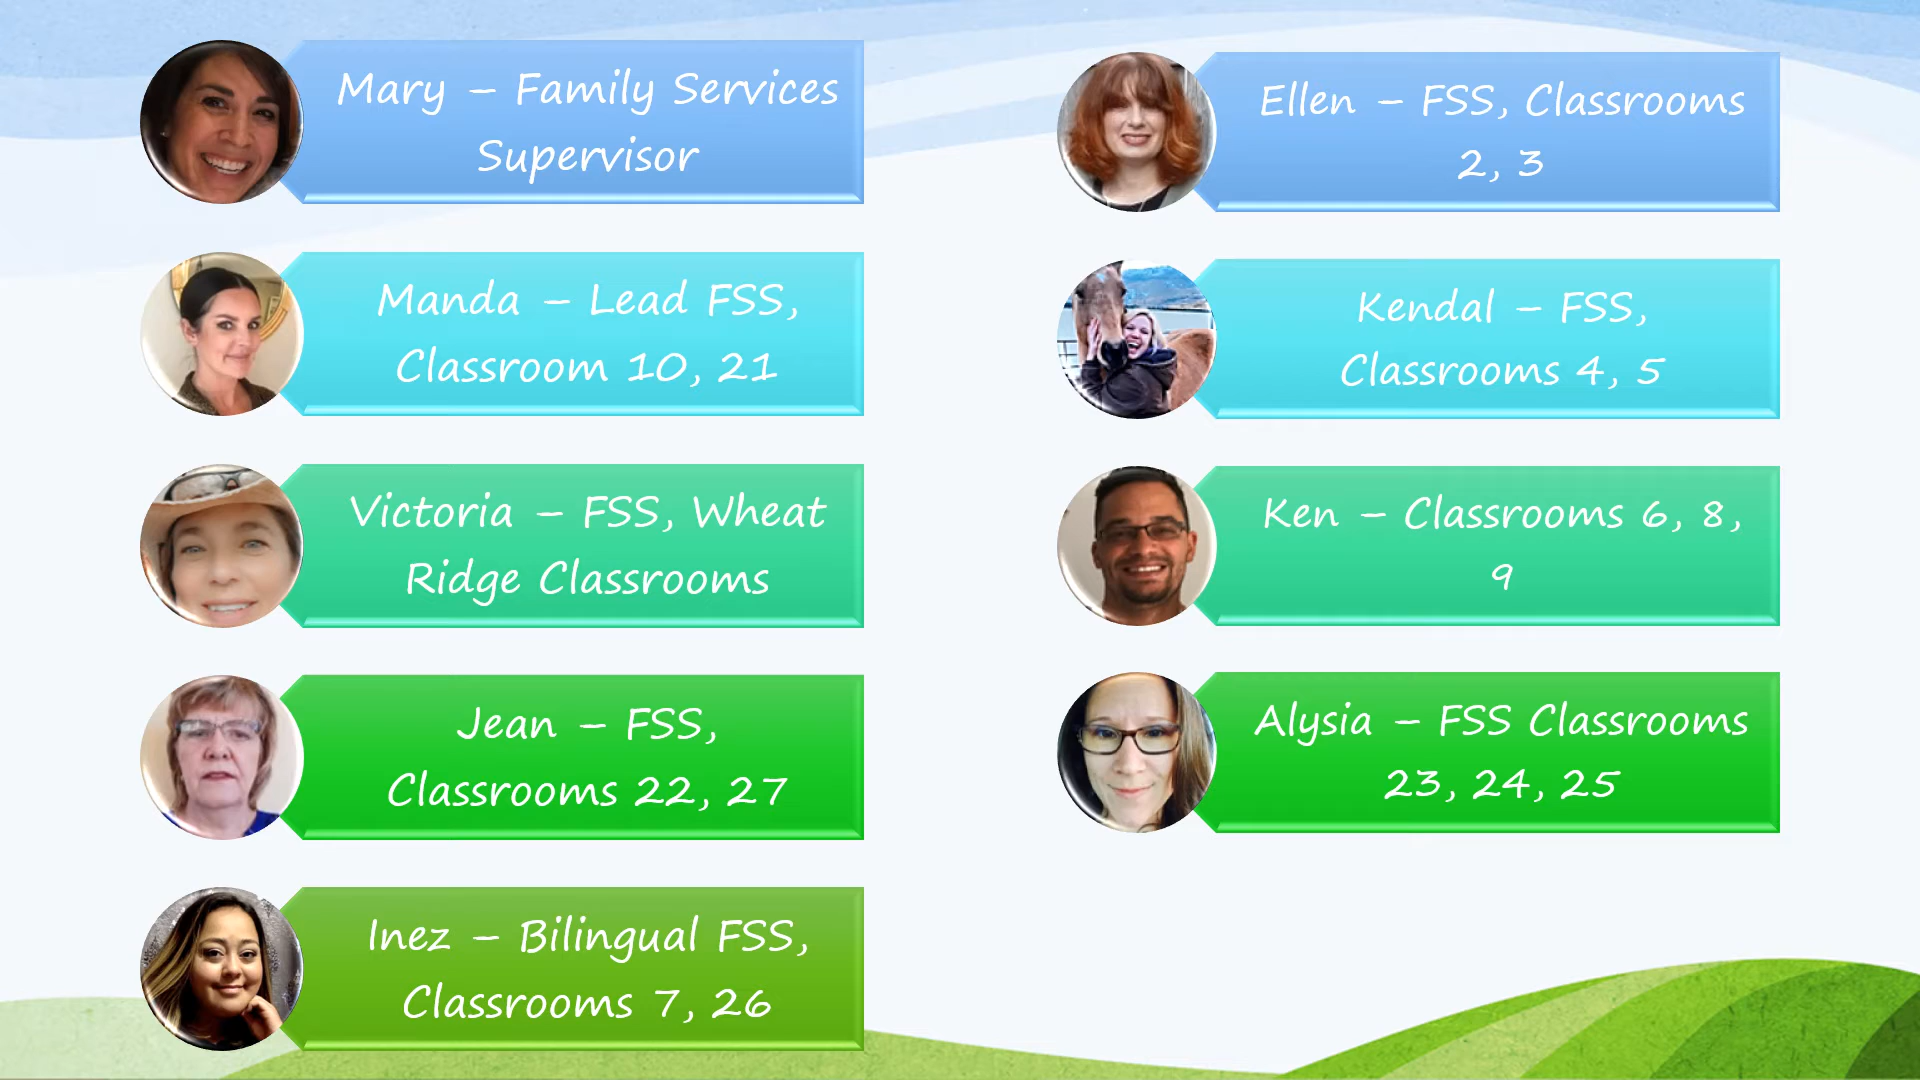 Mary – Family Services
Supervisor
Manda – Lead FSS,
Classroom 10, 21
Victoria – FSS, Wheat
Ridge Classrooms
Jean – FSS,
Classrooms 22, 27
Inez – Bilingual FSS,
Classrooms 7, 26
Ellen – FSS, Classrooms
2, 3
Kendal – FSS,
Classrooms 4, 5
Ken – Classrooms 6, 8,
9
Alysia – FSS Classrooms
23, 24, 25